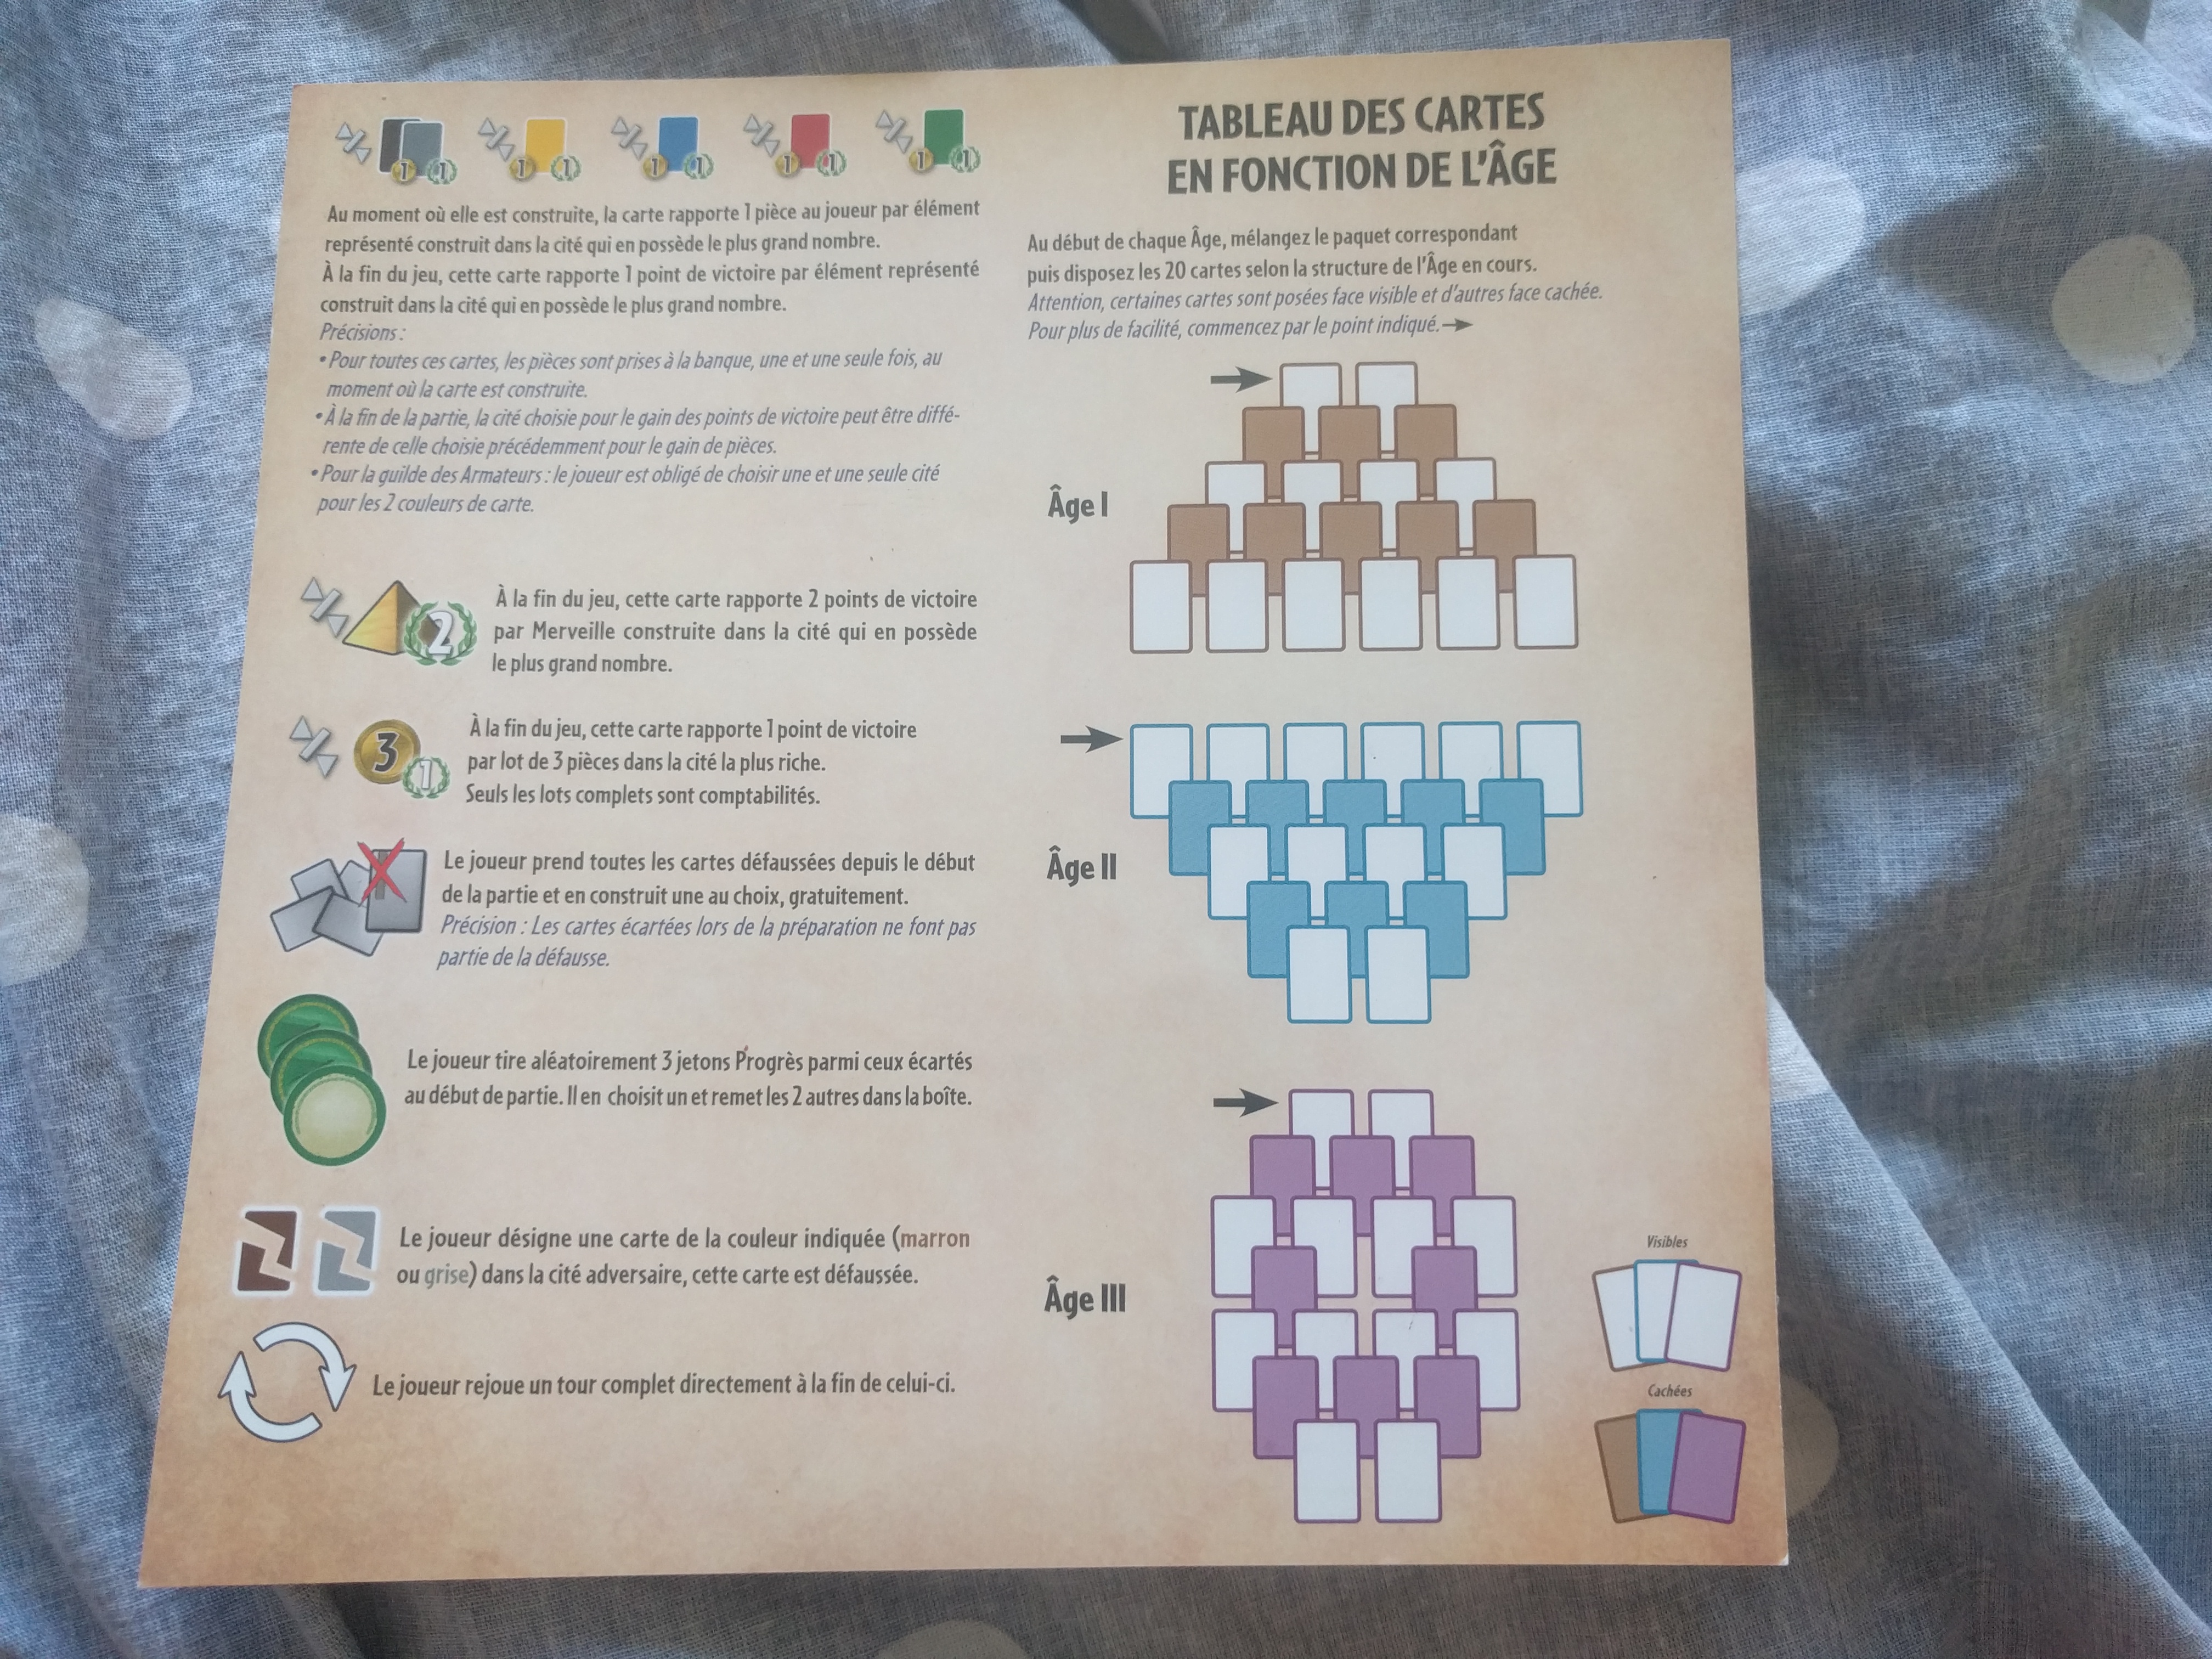 1 1 1 1 1 1 1 1 1 1
Au moment où elle est construite, la carte rapporte 1 pièce au joueur par élément
représenté construit dans la cité qui en possède le plus grand nombre.
À la fin du jeu, cette carte rapporte 1 point de victoire par élément représenté
construit dans la cité qui en possède le plus grand nombre.
Précisions :
• Pour toutes ces cartes, les pièces sont prises à la banque, une et une seule fois, au
moment où la carte est construite.
• À la fin de la partie, la cité choisie pour le gain des points de victoire peut être diffé-
rente de celle choisie précédemment pour le gain de pièces.
• Pour la guilde des Armateurs : le joueur est obligé de choisir une et une seule cité
pour les 2 couleurs de carte.
2
À la fin du jeu, cette carte rapporte 2 points de victoire
par Merveille construite dans la cité qui en possède
le plus grand nombre.
3 1
À la fin du jeu, cette carte rapporte 1 point de victoire
par lot de 3 pièces dans la cité la plus riche.
Seuls les lots complets sont comptabilités.
Le joueur prend toutes les cartes défaussées depuis le début
de la partie et en construit une au choix, gratuitement.
Précision : Les cartes écartées lors de la préparation ne font pas
partie de la défausse.
Le joueur tire aléatoirement 3 jetons Progrès parmi ceux écartés
au début de partie. Il en choisit un et remet les 2 autres dans la boîte.
Le joueur désigne une carte de la couleur indiquée (marron
ou grise) dans la cité adversaire, cette carte est défaussée.
Le joueur rejoue un tour complet directement à la fin de celui-ci.
TABLEAU DES CARTES
EN FONCTION DE L'ÂGE
Au début de chaque Âge, mélangez le paquet correspondant
puis disposez les 20 cartes selon la structure de l'Âge en cours.
Attention, certaines cartes sont posées face visible et d'autres face cachée.
Pour plus de facilité, commencez par le point indiqué.
Âge I
Âge II
Âge III
Visibles
Cachées